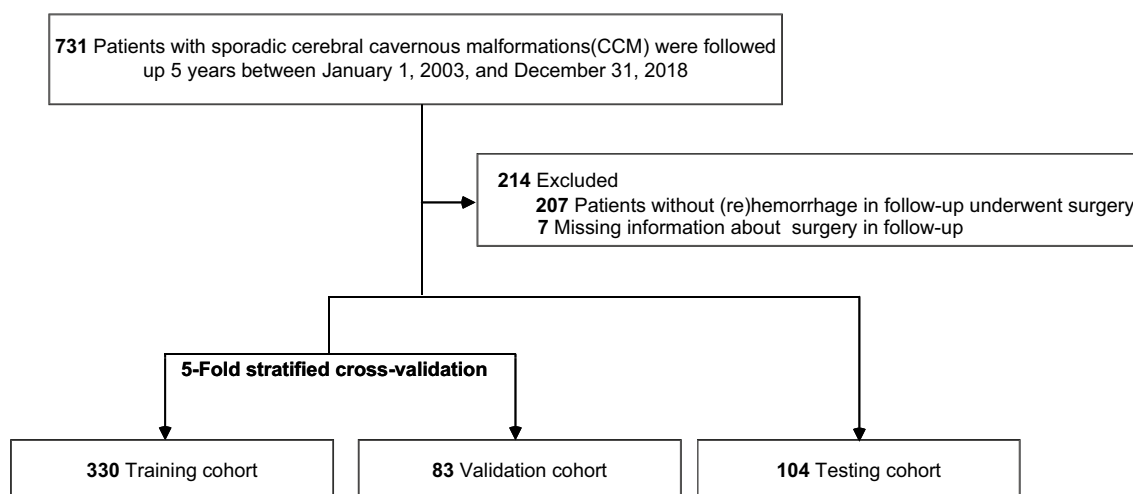 731 Patients with sporadic cerebral cavernous malformations(CCM) were followed
up 5 years between January 1, 2003, and December 31, 2018
214 Excluded
207 Patients without (re)hemorrhage in follow-up underwent surgery
7 Missing information about surgery in follow-up
5-Fold stratified cross-validation
330 Training cohort
83 Validation cohort
104 Testing cohort